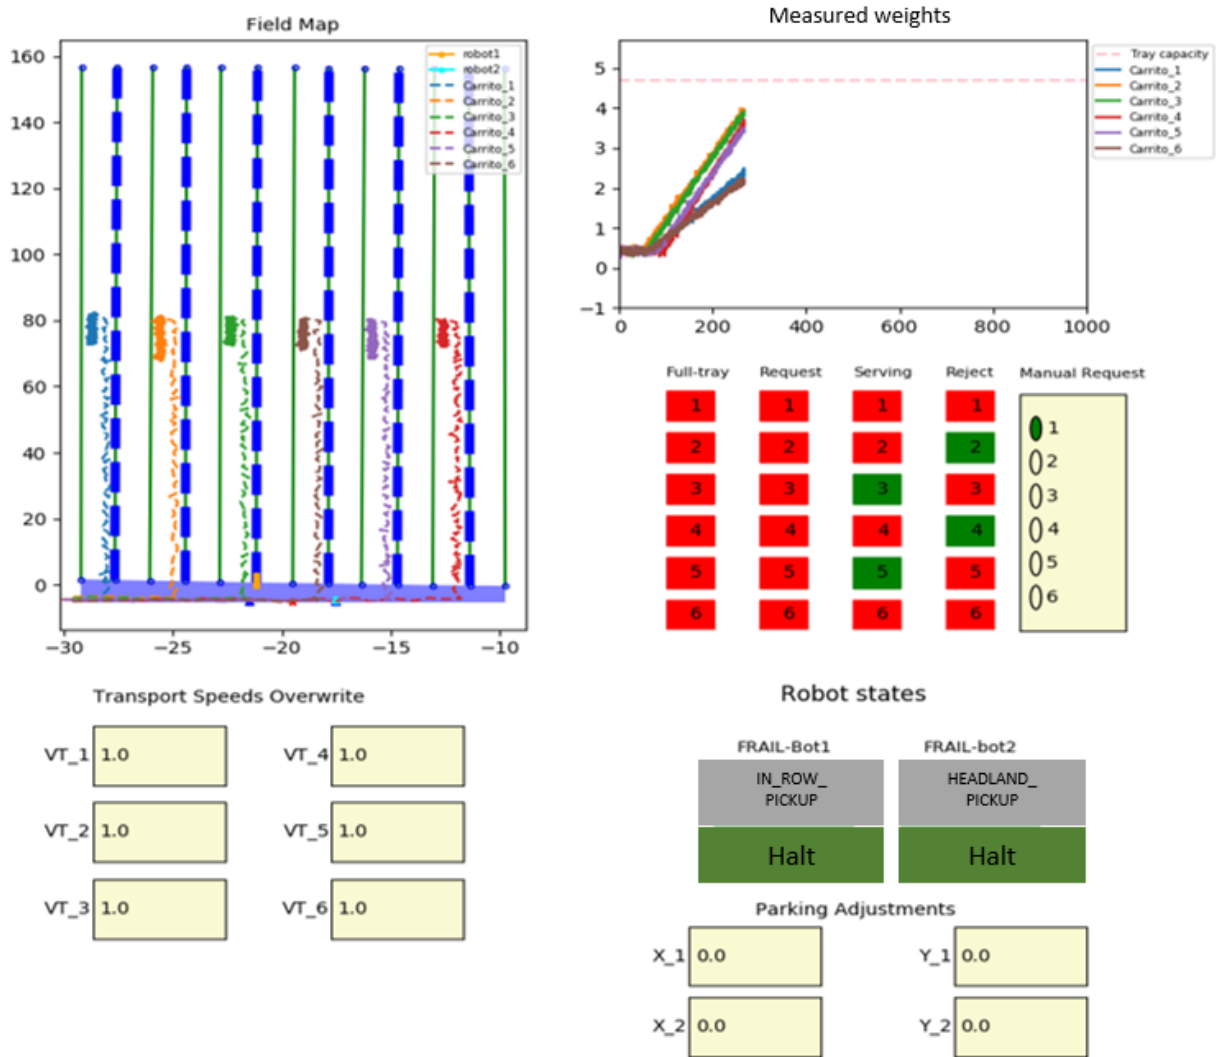 Field Map
160
140
120
100
80
60
40
20
0
−30
−25
−20
−15
−10
robot1
robot2
Carrito_1
Carrito_2
Carrito_3
Carrito_4
Carrito_5
Carrito_6
Measured weights
5
4
3
2
1
0
−1
0
200
400
600
800
1000
Tray capacity
Carrito_1
Carrito_2
Carrito_3
Carrito_4
Carrito_5
Carrito_6
Full-tray Request Serving Reject Manual Request
1 1 1 1 1
2 2 2 2 2
3 3 3 3 3
4 4 4 4 4
5 5 5 5 5
6 6 6 6 6
Transport Speeds Overwrite
VT_1 1.0 VT_4 1.0
VT_2 1.0 VT_5 1.0
VT_3 1.0 VT_6 1.0
Robot states
FRAIL-Bot1 FRAIL-bot2
IN_ROW_
PICKUP
HEADLAND_
PICKUP
Halt Halt
Parking Adjustments
X_1 0.0 Y_1 0.0
X_2 0.0 Y_2 0.0